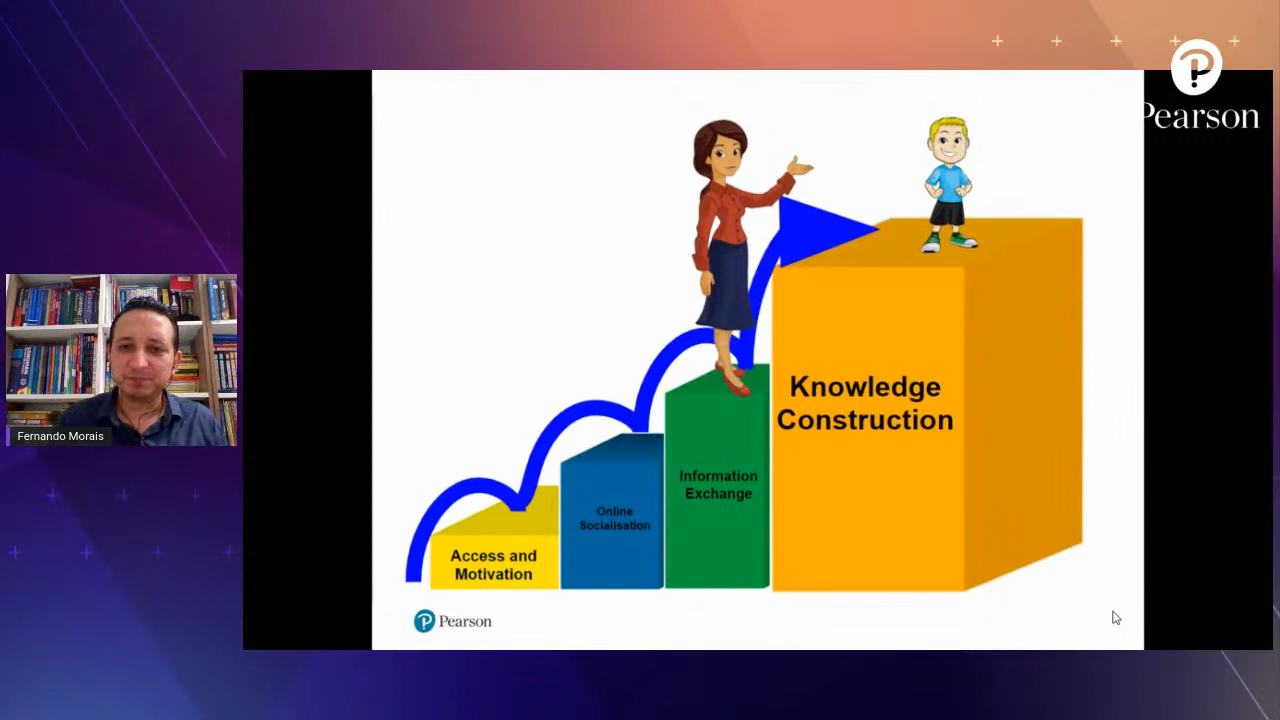 Pearson
Knowledge
Construction
Information
Exchange
Online
Socialisation
Access and
Motivation
Fernando Morais
Pearson